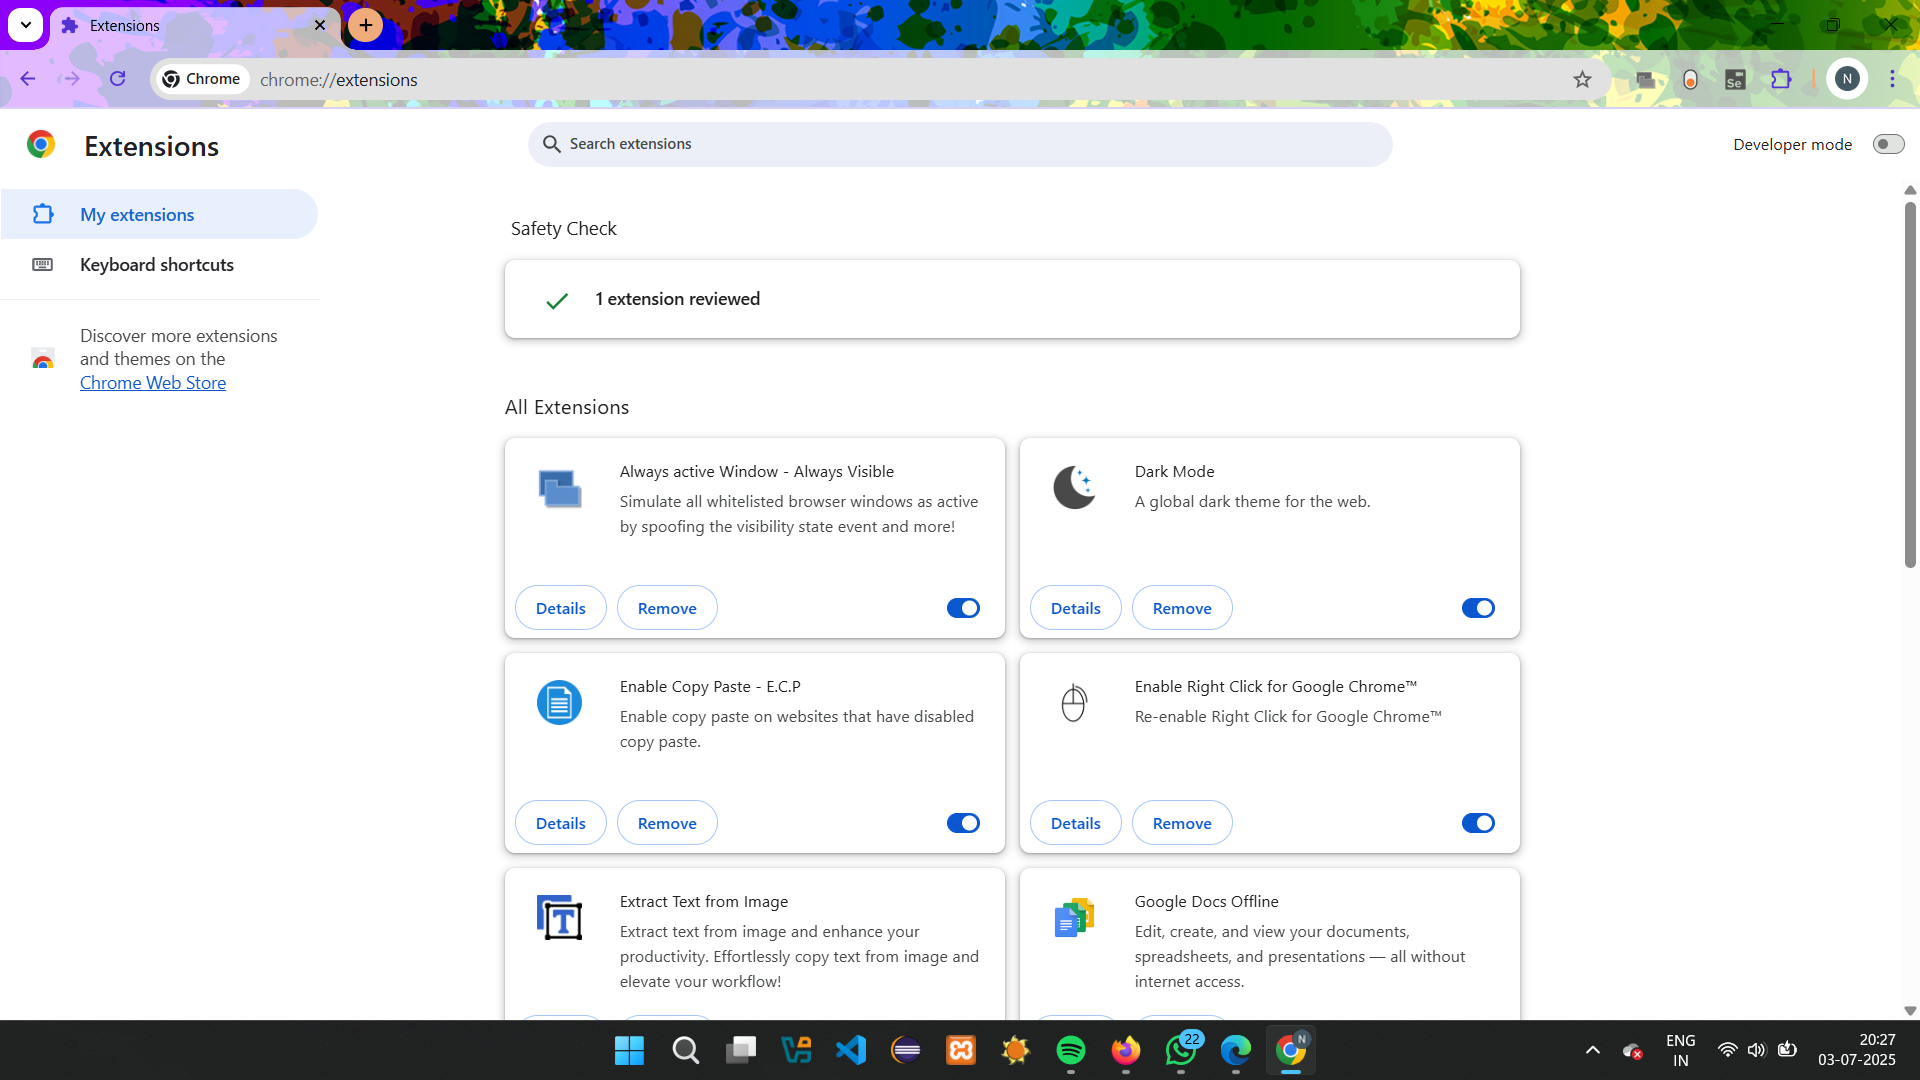 Extensions
Chrome
chrome://extensions
Se
N
Extensions
Search extensions
Developer mode
My extensions
Keyboard shortcuts
Discover more extensions
and themes on the
Chrome Web Store
Safety Check
1 extension reviewed
All Extensions
Always active Window - Always Visible
Simulate all whitelisted browser windows as active
by spoofing the visibility state event and more!
Details
Remove
Dark Mode
A global dark theme for the web.
Details
Remove
Enable Copy Paste - E.C.P
Enable copy paste on websites that have disabled
copy paste.
Details
Remove
Enable Right Click for Google Chrome™
Re-enable Right Click for Google Chrome™
Details
Remove
T
Extract Text from Image
Extract text from image and enhance your
productivity. Effortlessly copy text from image and
elevate your workflow!
Google Docs Offline
Edit, create, and view your documents,
spreadsheets, and presentations — all without
internet access.
22
N
ENG
IN
20:27
03-07-2025